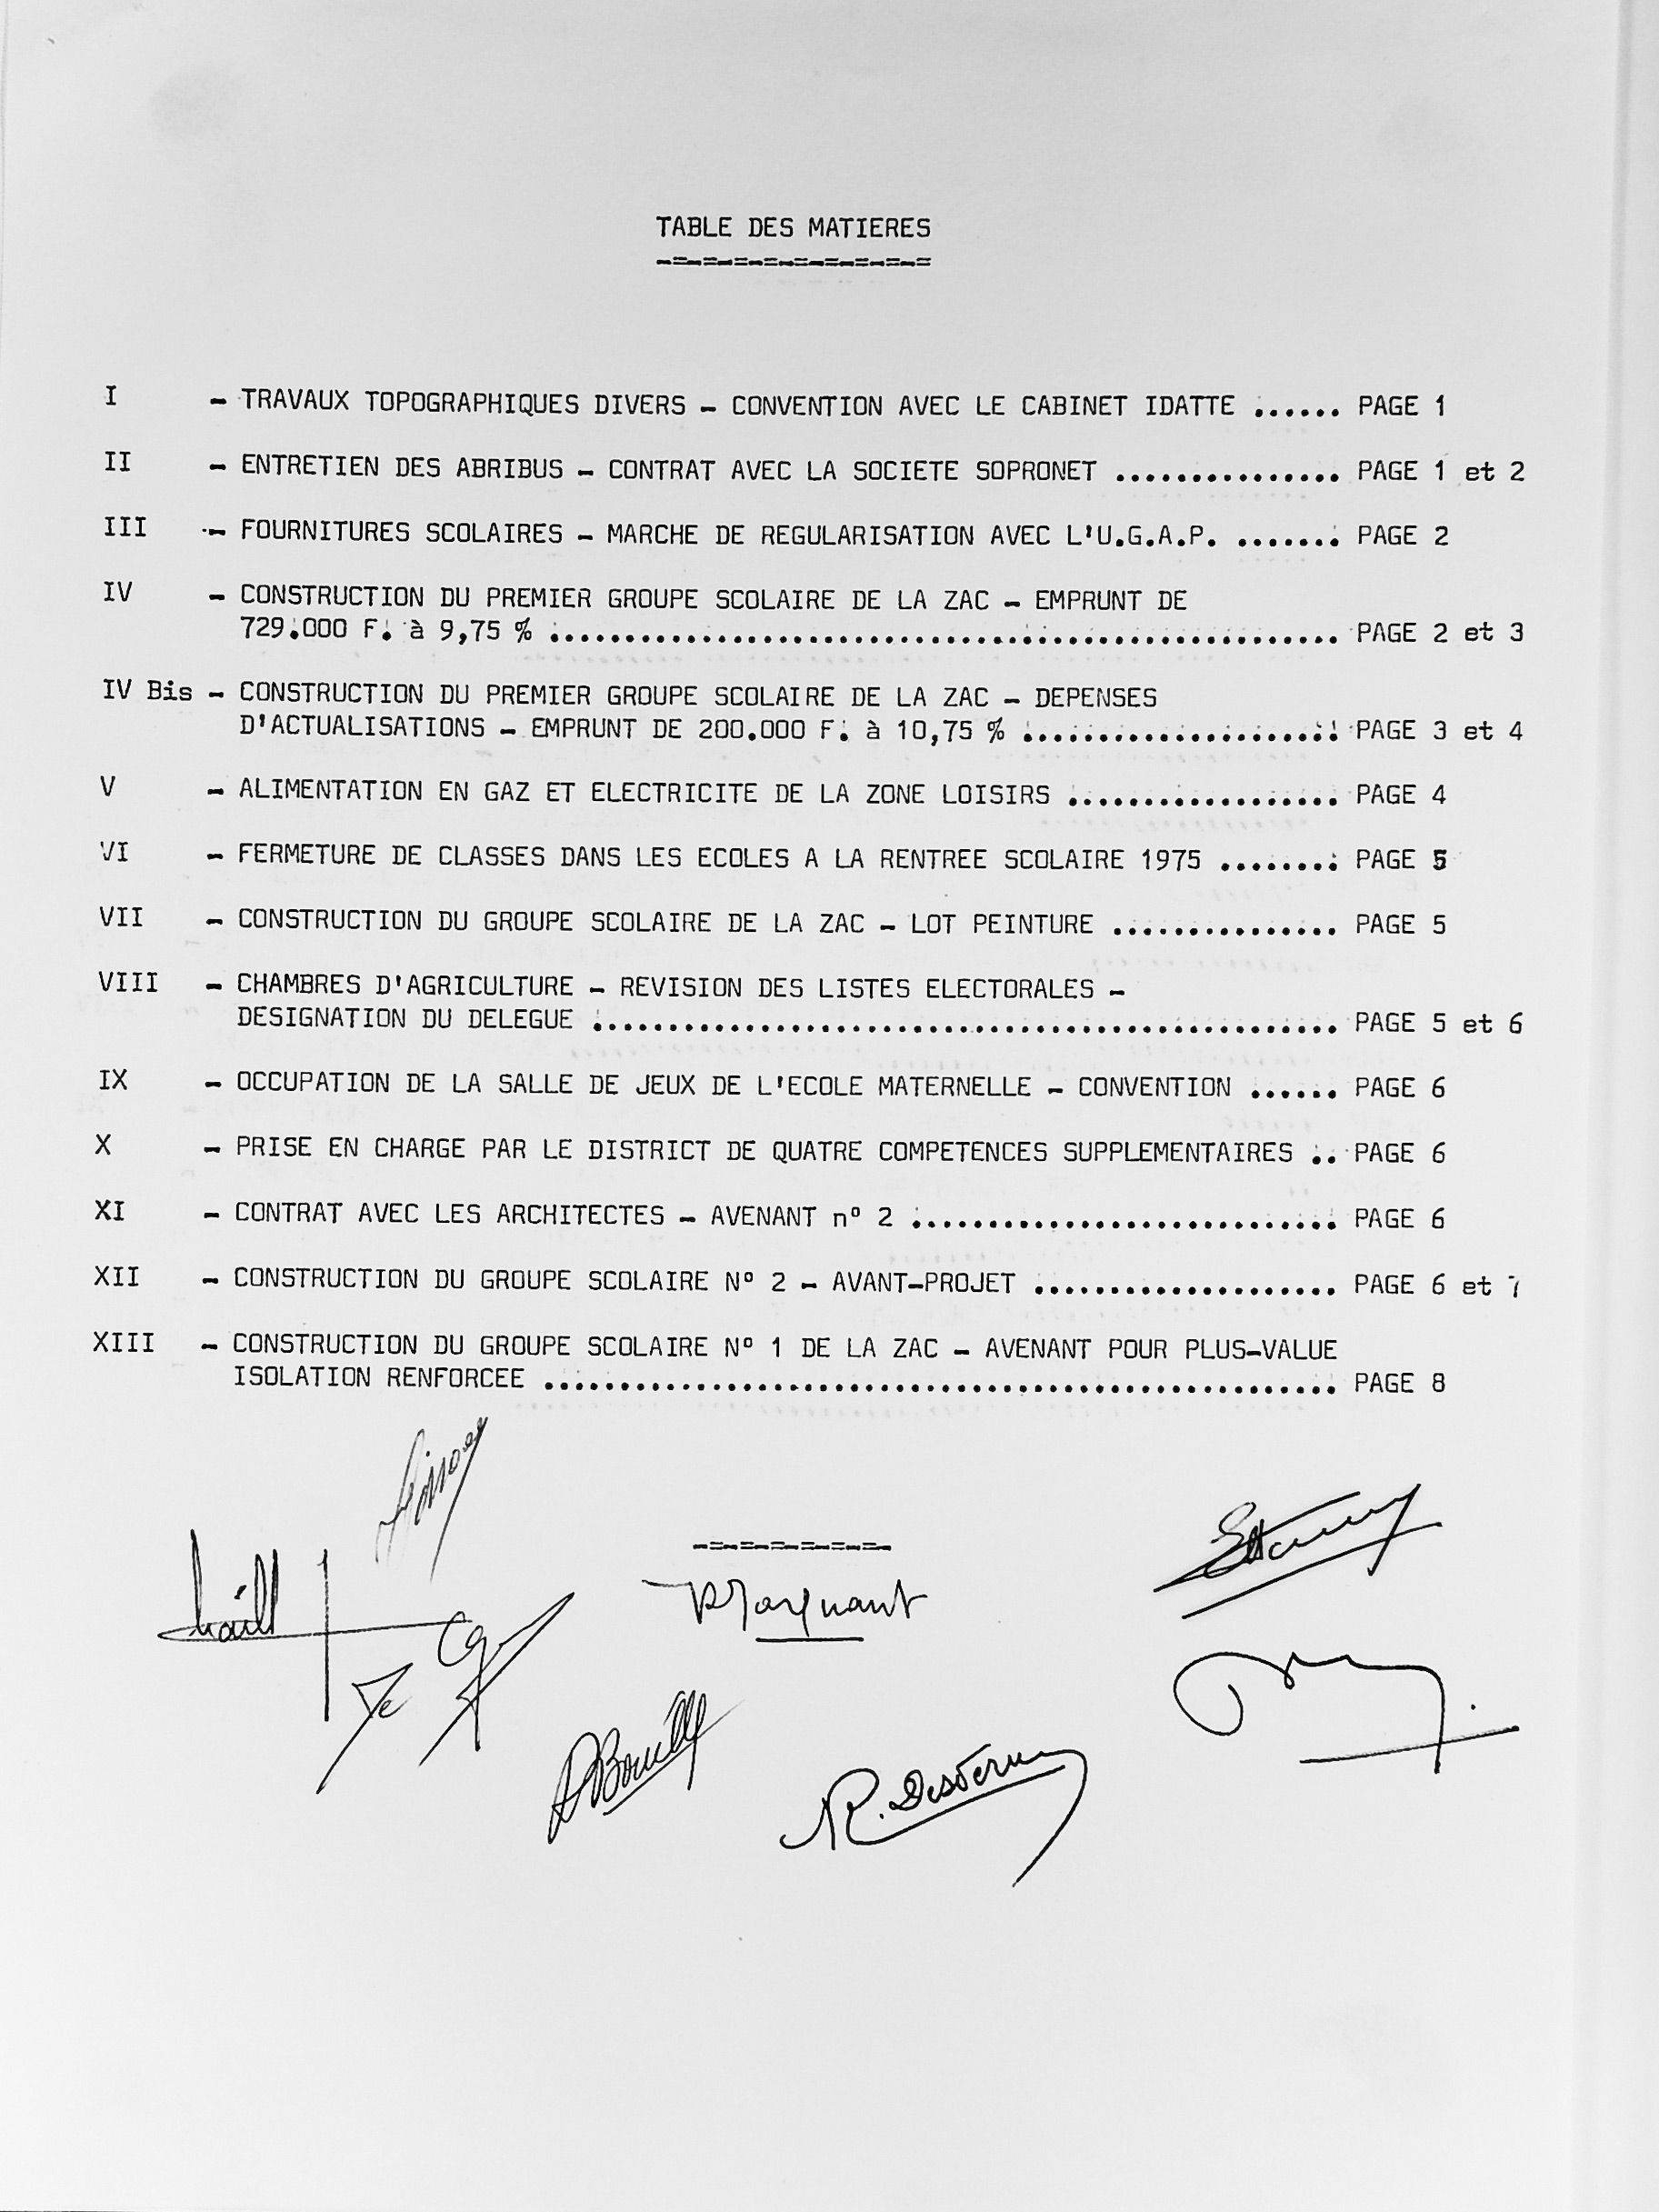 TABLE DES MATIERES
-=-=-=-=-=-=-=-=-=
I - TRAVAUX TOPOGRAPHIQUES DIVERS - CONVENTION AVEC LE CABINET IDATTE ...... PAGE 1
II - ENTRETIEN DES ABRIBUS - CONTRAT AVEC LA SOCIETE SOPRONET ............... PAGE 1 et 2
III - FOURNITURES SCOLAIRES - MARCHE DE REGULARISATION AVEC L'U.G.A.P. ....... PAGE 2
IV - CONSTRUCTION DU PREMIER GROUPE SCOLAIRE DE LA ZAC - EMPRUNT DE
729.000 F. à 9,75 % .................................................... PAGE 2 et 3
IV Bis - CONSTRUCTION DU PREMIER GROUPE SCOLAIRE DE LA ZAC - DEPENSES
D'ACTUALISATIONS - EMPRUNT DE 200.000 F. à 10,75 % ..................... PAGE 3 et 4
V - ALIMENTATION EN GAZ ET ELECTRICITE DE LA ZONE LOISIRS .................. PAGE 4
VI - FERMETURE DE CLASSES DANS LES ECOLES A LA RENTREE SCOLAIRE 1975 ........ PAGE 5
VII - CONSTRUCTION DU GROUPE SCOLAIRE DE LA ZAC - LOT PEINTURE ............... PAGE 5
VIII - CHAMBRES D'AGRICULTURE - REVISION DES LISTES ELECTORALES -
DESIGNATION DU DELEGUE ................................................. PAGE 5 et 6
IX - OCCUPATION DE LA SALLE DE JEUX DE L'ECOLE MATERNELLE - CONVENTION ...... PAGE 6
X - PRISE EN CHARGE PAR LE DISTRICT DE QUATRE COMPETENCES SUPPLEMENTAIRES .. PAGE 6
XI - CONTRAT AVEC LES ARCHITECTES - AVENANT nº 2 ............................ PAGE 6
XII - CONSTRUCTION DU GROUPE SCOLAIRE Nº 2 - AVANT-PROJET .................... PAGE 6 et 7
XIII - CONSTRUCTION DU GROUPE SCOLAIRE Nº 1 DE LA ZAC - AVENANT POUR PLUS-VALUE
ISOLATION RENFORCEE .................................................... PAGE 8
-=-=-=-=-=-=-